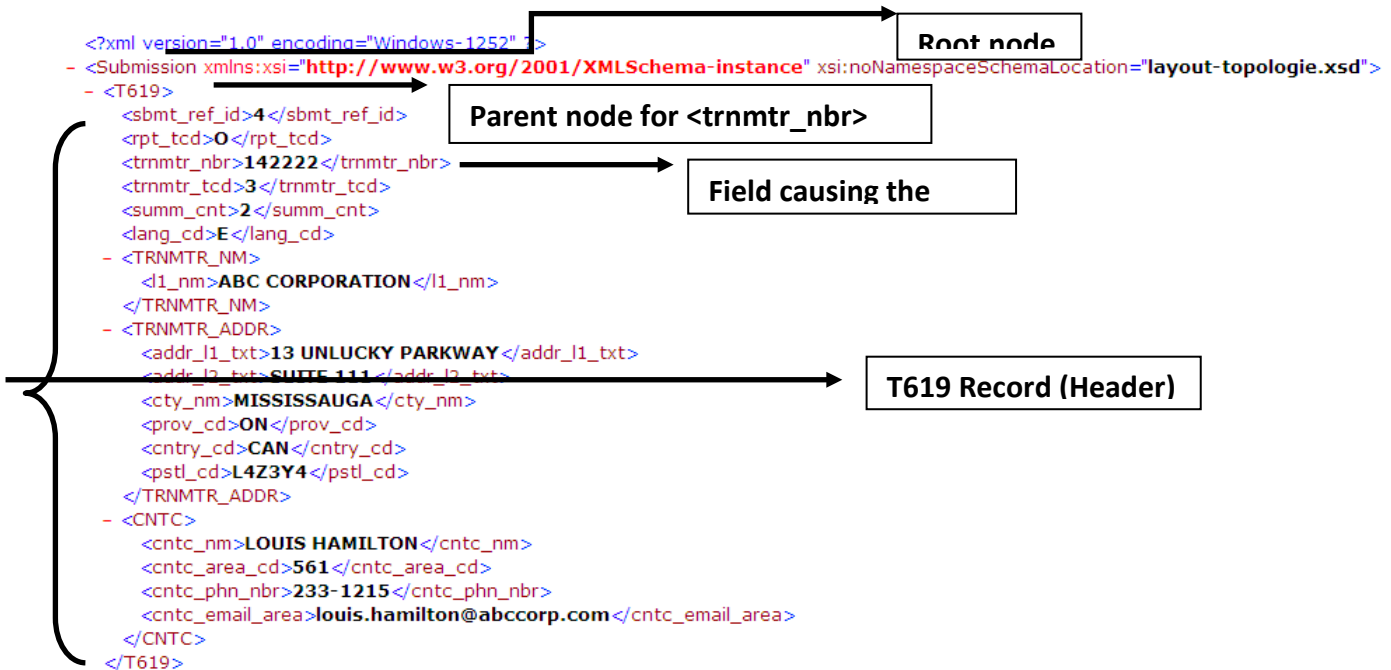 <?xml version="1.0" encoding="Windows-1252" ?>
Root node
- <Submission xmlns:xsi="http://www.w3.org/2001/XMLSchema-instance" xsi:noNamespaceSchemaLocation="layout-topologie.xsd">
- <T619>
<sbmt_ref_id>4</sbmt_ref_id>
Parent node for <trnmtr_nbr>
<rpt_tcd>O</rpt_tcd>
<trnmtr_nbr>142222</trnmtr_nbr>
<trnmtr_tcd>3</trnmtr_tcd>
Field causing the
<summ_cnt>2</summ_cnt>
<lang_cd>E</lang_cd>
- <TRNMTR_NM>
<l1_nm>ABC CORPORATION</l1_nm>
</TRNMTR_NM>
- <TRNMTR_ADDR>
<addr_l1_txt>13 UNLUCKY PARKWAY</addr_l1_txt>
<addr_l2_txt>SUITE 111</addr_l2_txt>
T619 Record (Header)
<cty_nm>MISSISSAUGA</cty_nm>
<prov_cd>ON</prov_cd>
<cntry_cd>CAN</cntry_cd>
<pstl_cd>L4Z3Y4</pstl_cd>
</TRNMTR_ADDR>
- <CNTC>
<cntc_nm>LOUIS HAMILTON</cntc_nm>
<cntc_area_cd>561</cntc_area_cd>
<cntc_phn_nbr>233-1215</cntc_phn_nbr>
<cntc_email_area>louis.hamilton@abccorp.com</cntc_email_area>
</CNTC>
</T619>